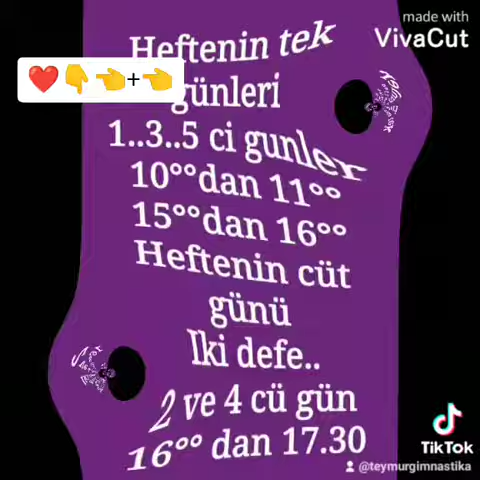 made with
VivaCut
Heftenin tek
günleri
1..3..5 ci gunler
10°°dan 11°°
15°°dan 16°°
Heftenin cüt
günü
Iki defe..
2 ve 4 cü gün
16°° dan 17.30
TikTok
@teymurgimnastika